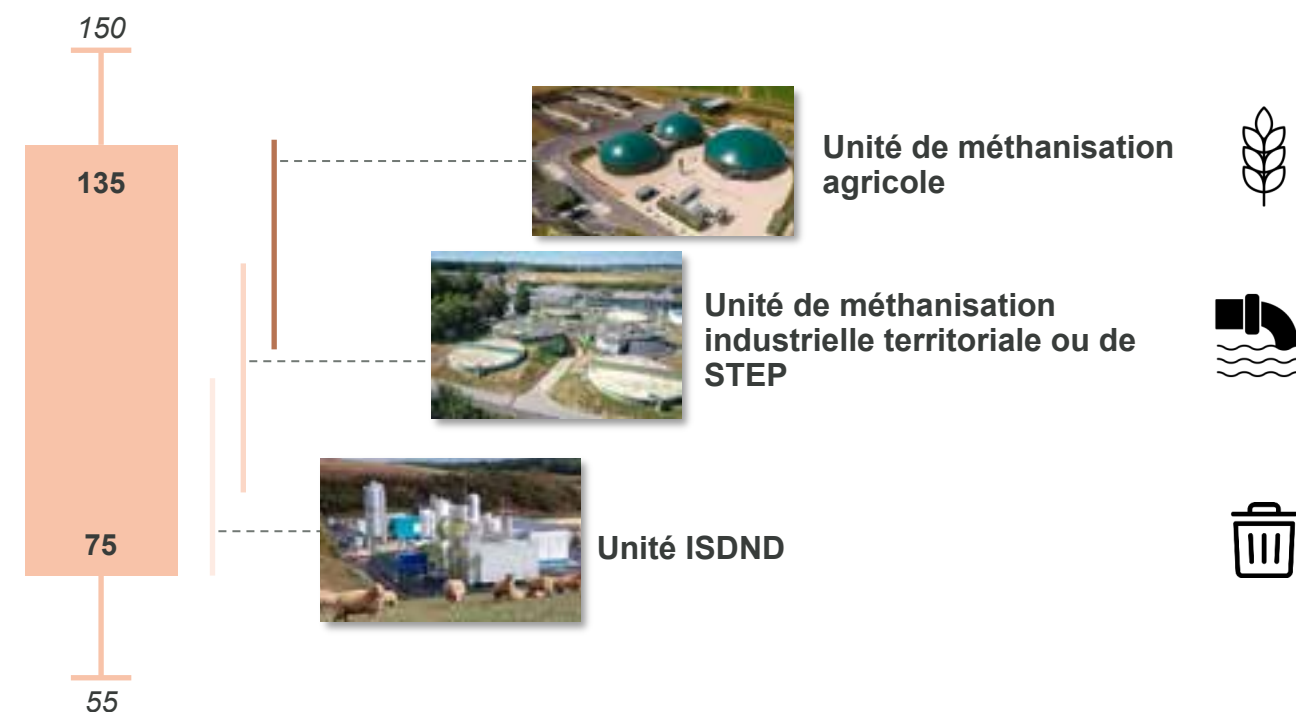 150
135
Unité de méthanisation
agricole
Unité de méthanisation
industrielle territoriale ou de
STEP
75
Unité ISDND
55